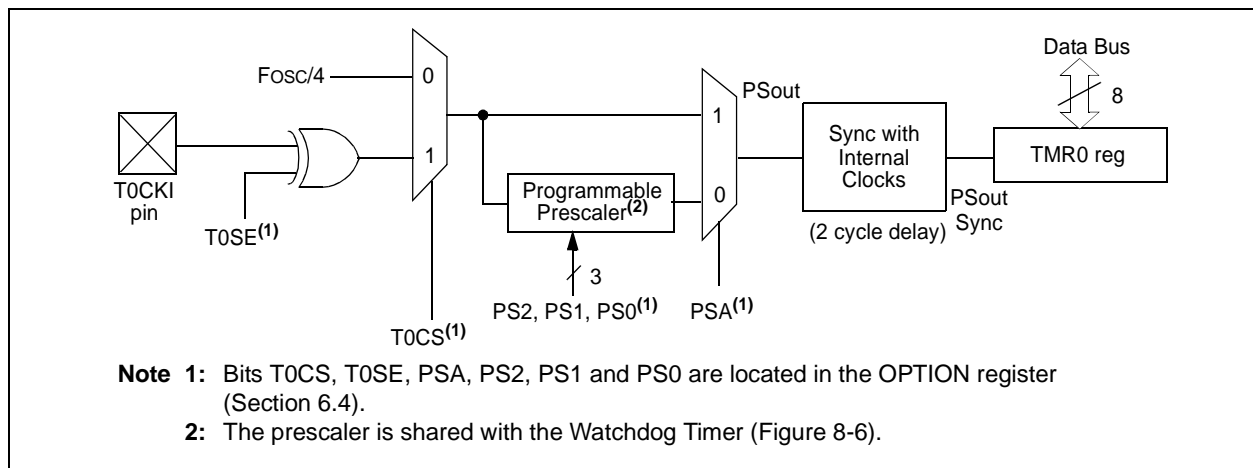 Data Bus
FOSC/4
0
PSout
8
1
1
T0CKI
pin
Programmable
Prescaler(2)
0
Sync with
Internal
Clocks
TMR0 reg
T0SE(1)
PSout
Sync
(2 cycle delay)
3
PS2, PS1, PS0(1)
PSA(1)
T0CS(1)
Note 1: Bits T0CS, T0SE, PSA, PS2, PS1 and PS0 are located in the OPTION register
(Section 6.4).
2: The prescaler is shared with the Watchdog Timer (Figure 8-6).